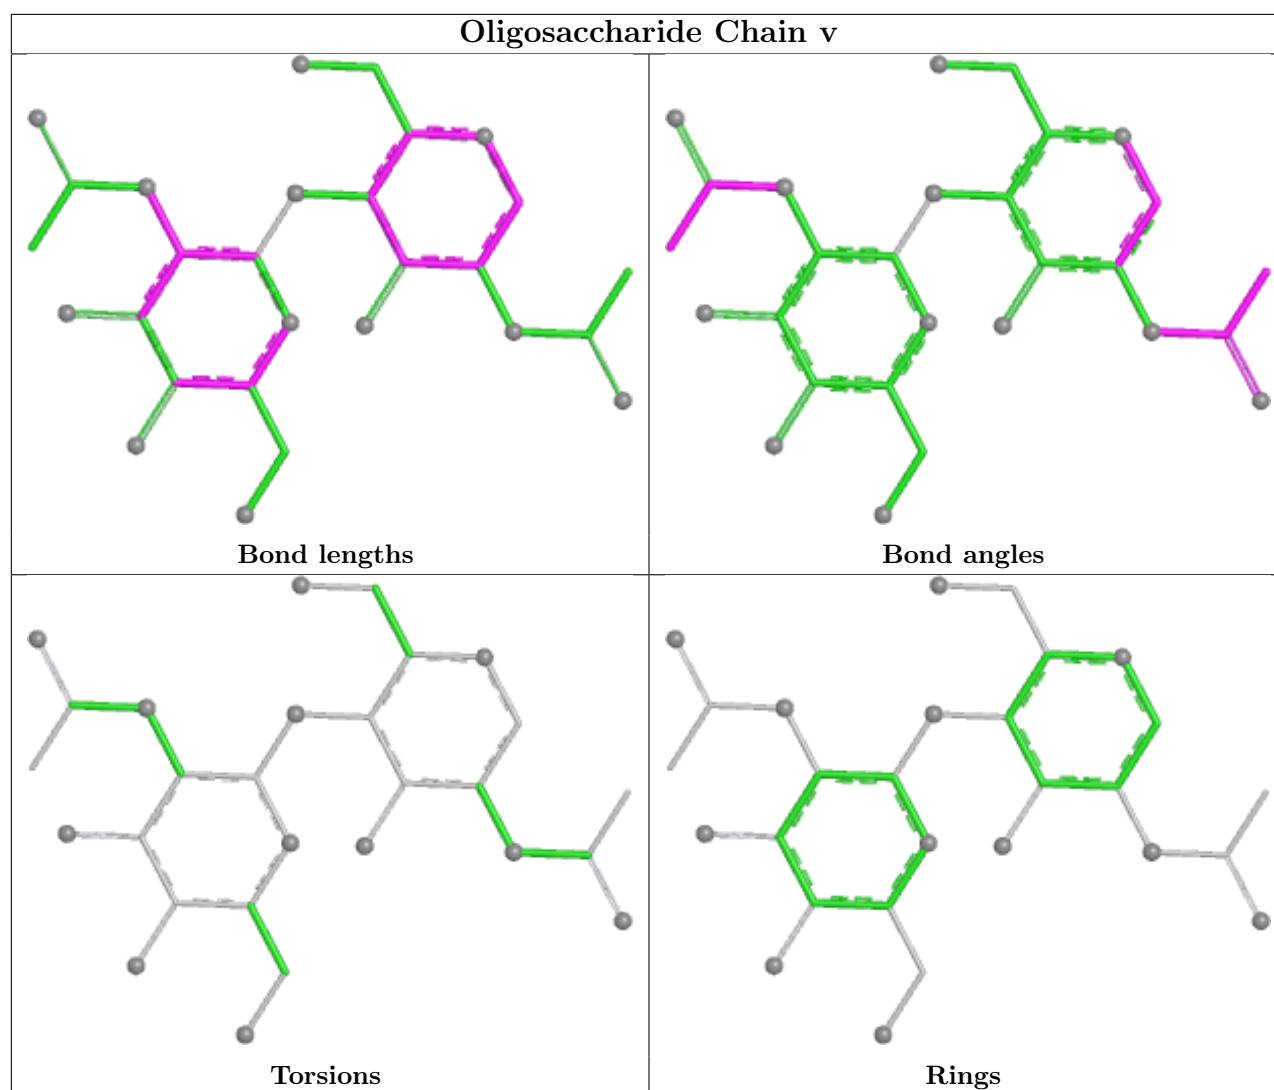 Oligosaccharide Chain v
Bond lengths
Bond angles
Torsions
Rings